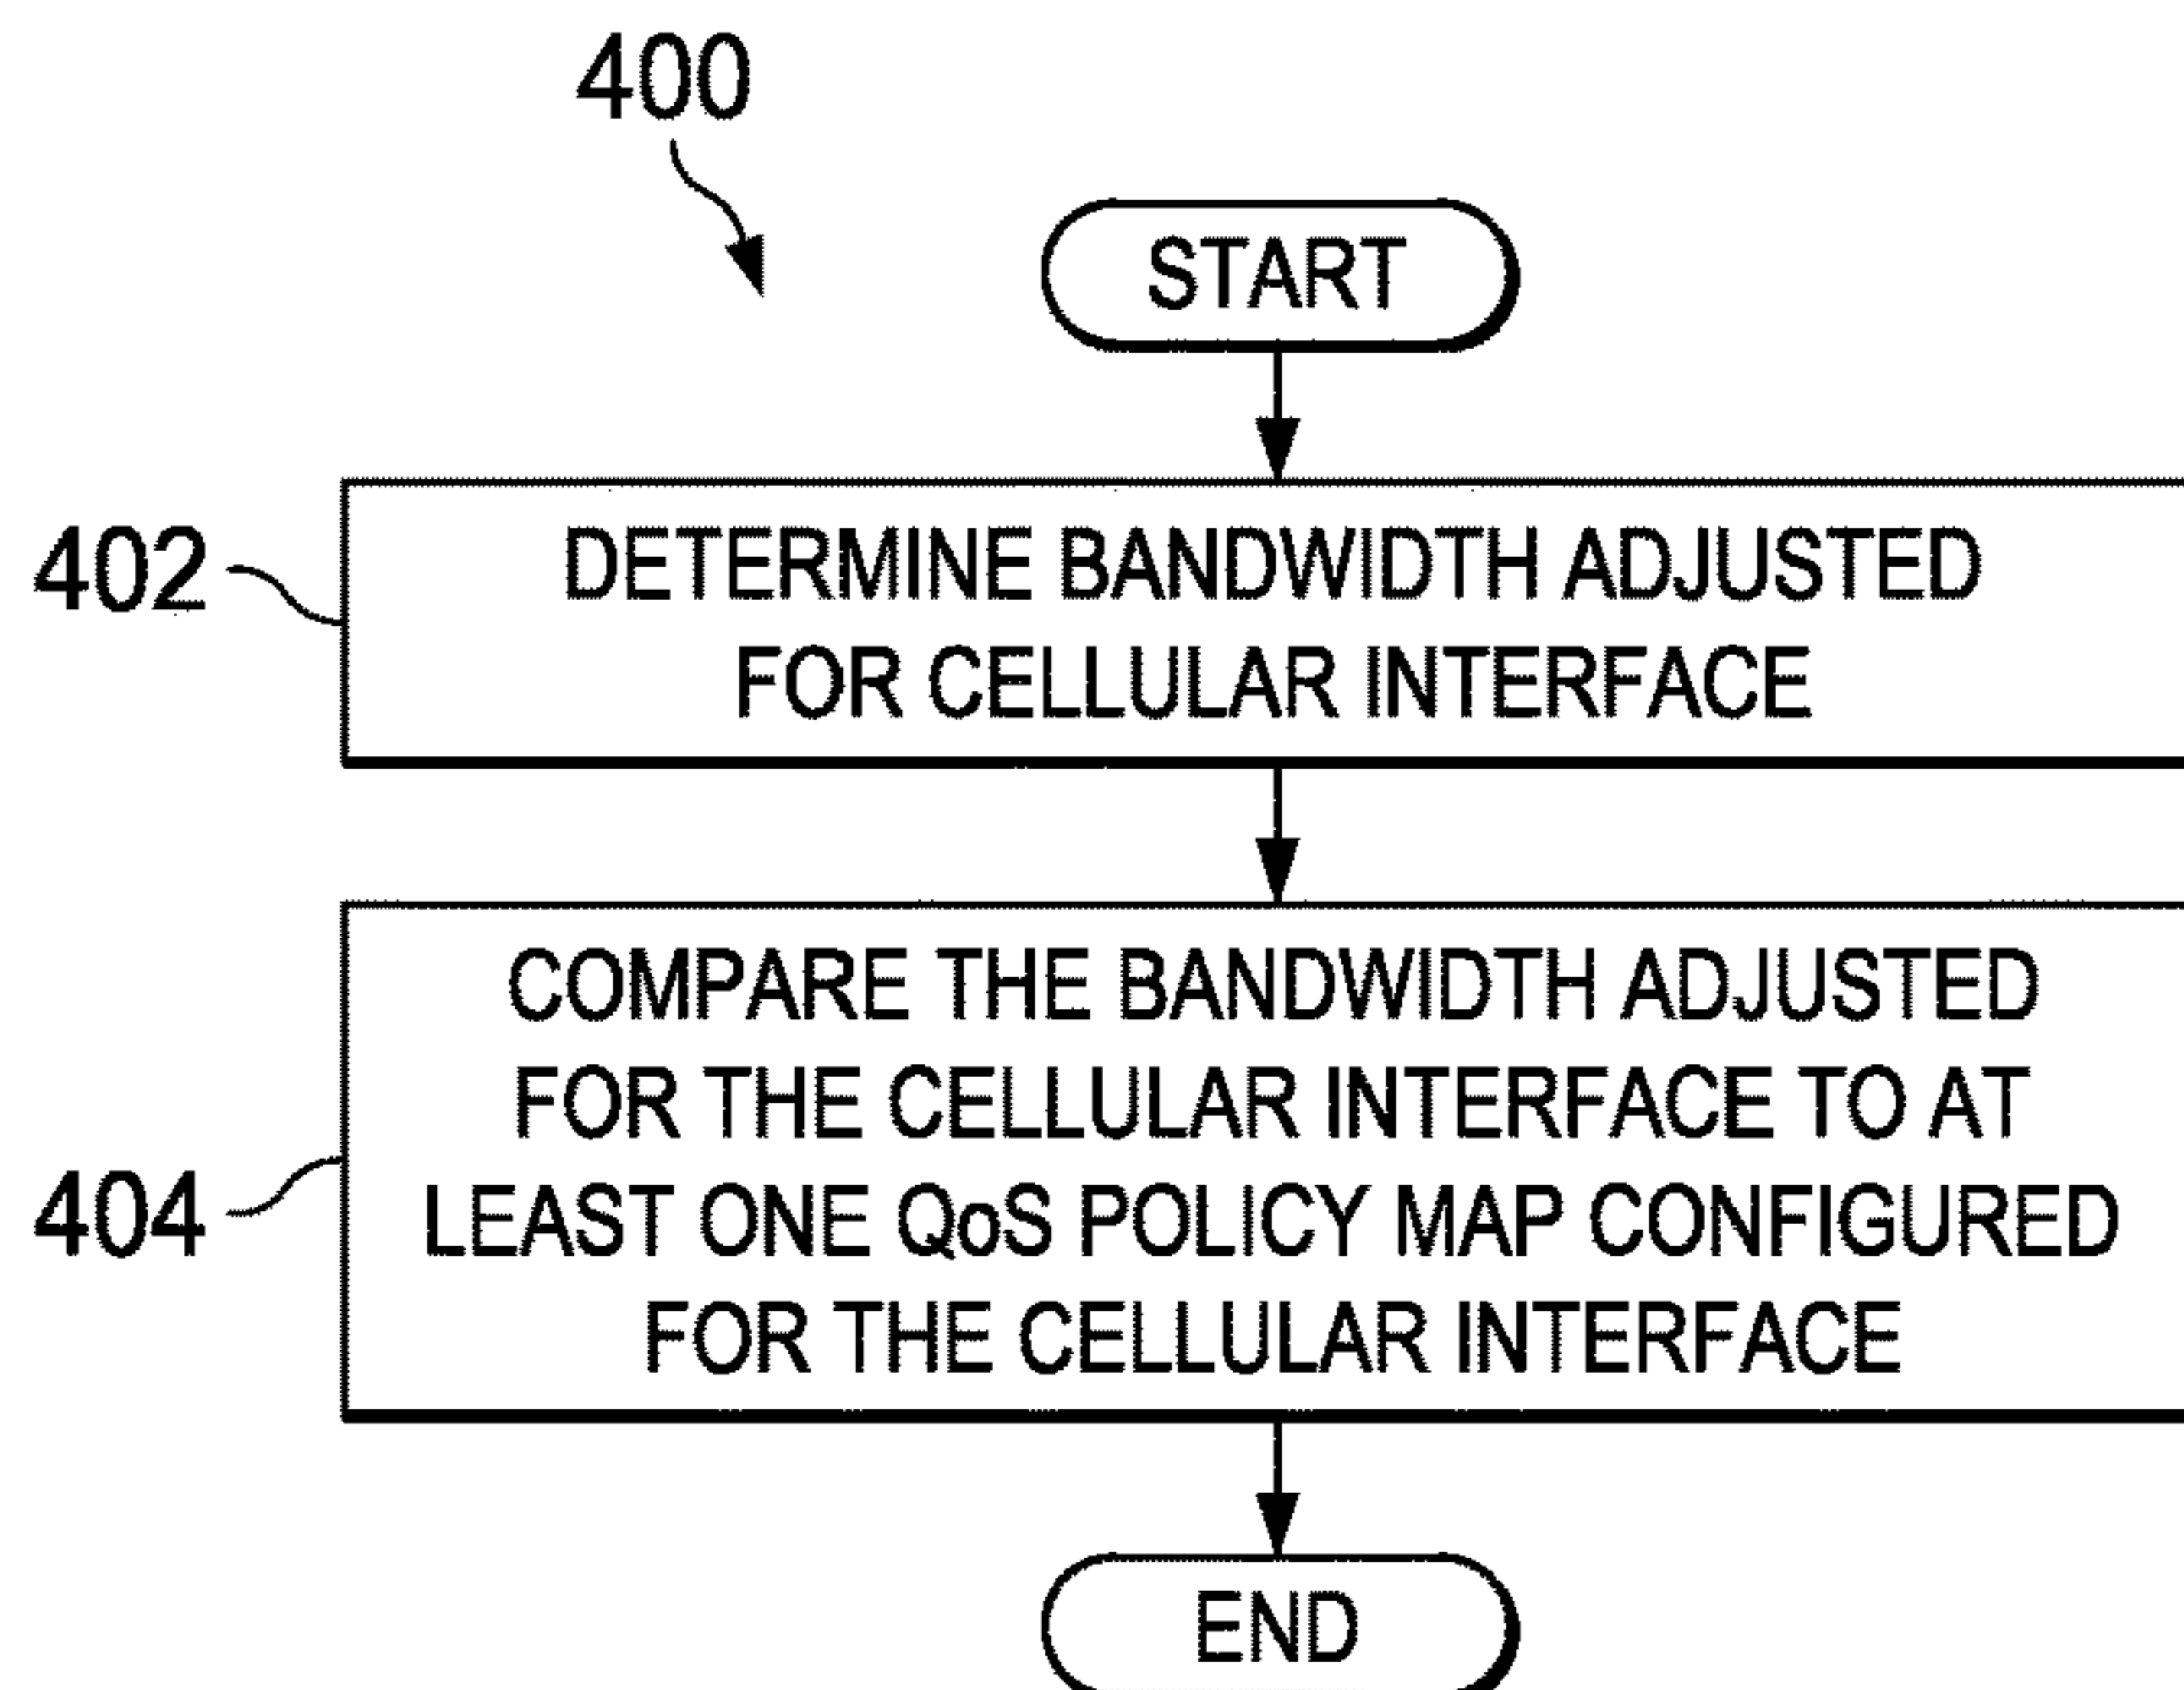 400
START
402
DETERMINE BANDWIDTH ADJUSTED
FOR CELLULAR INTERFACE
COMPARE THE BANDWIDTH ADJUSTED
FOR THE CELLULAR INTERFACE TO AT
404
LEAST ONE QoS POLICY MAP CONFIGURED
FOR THE CELLULAR INTERFACE
END